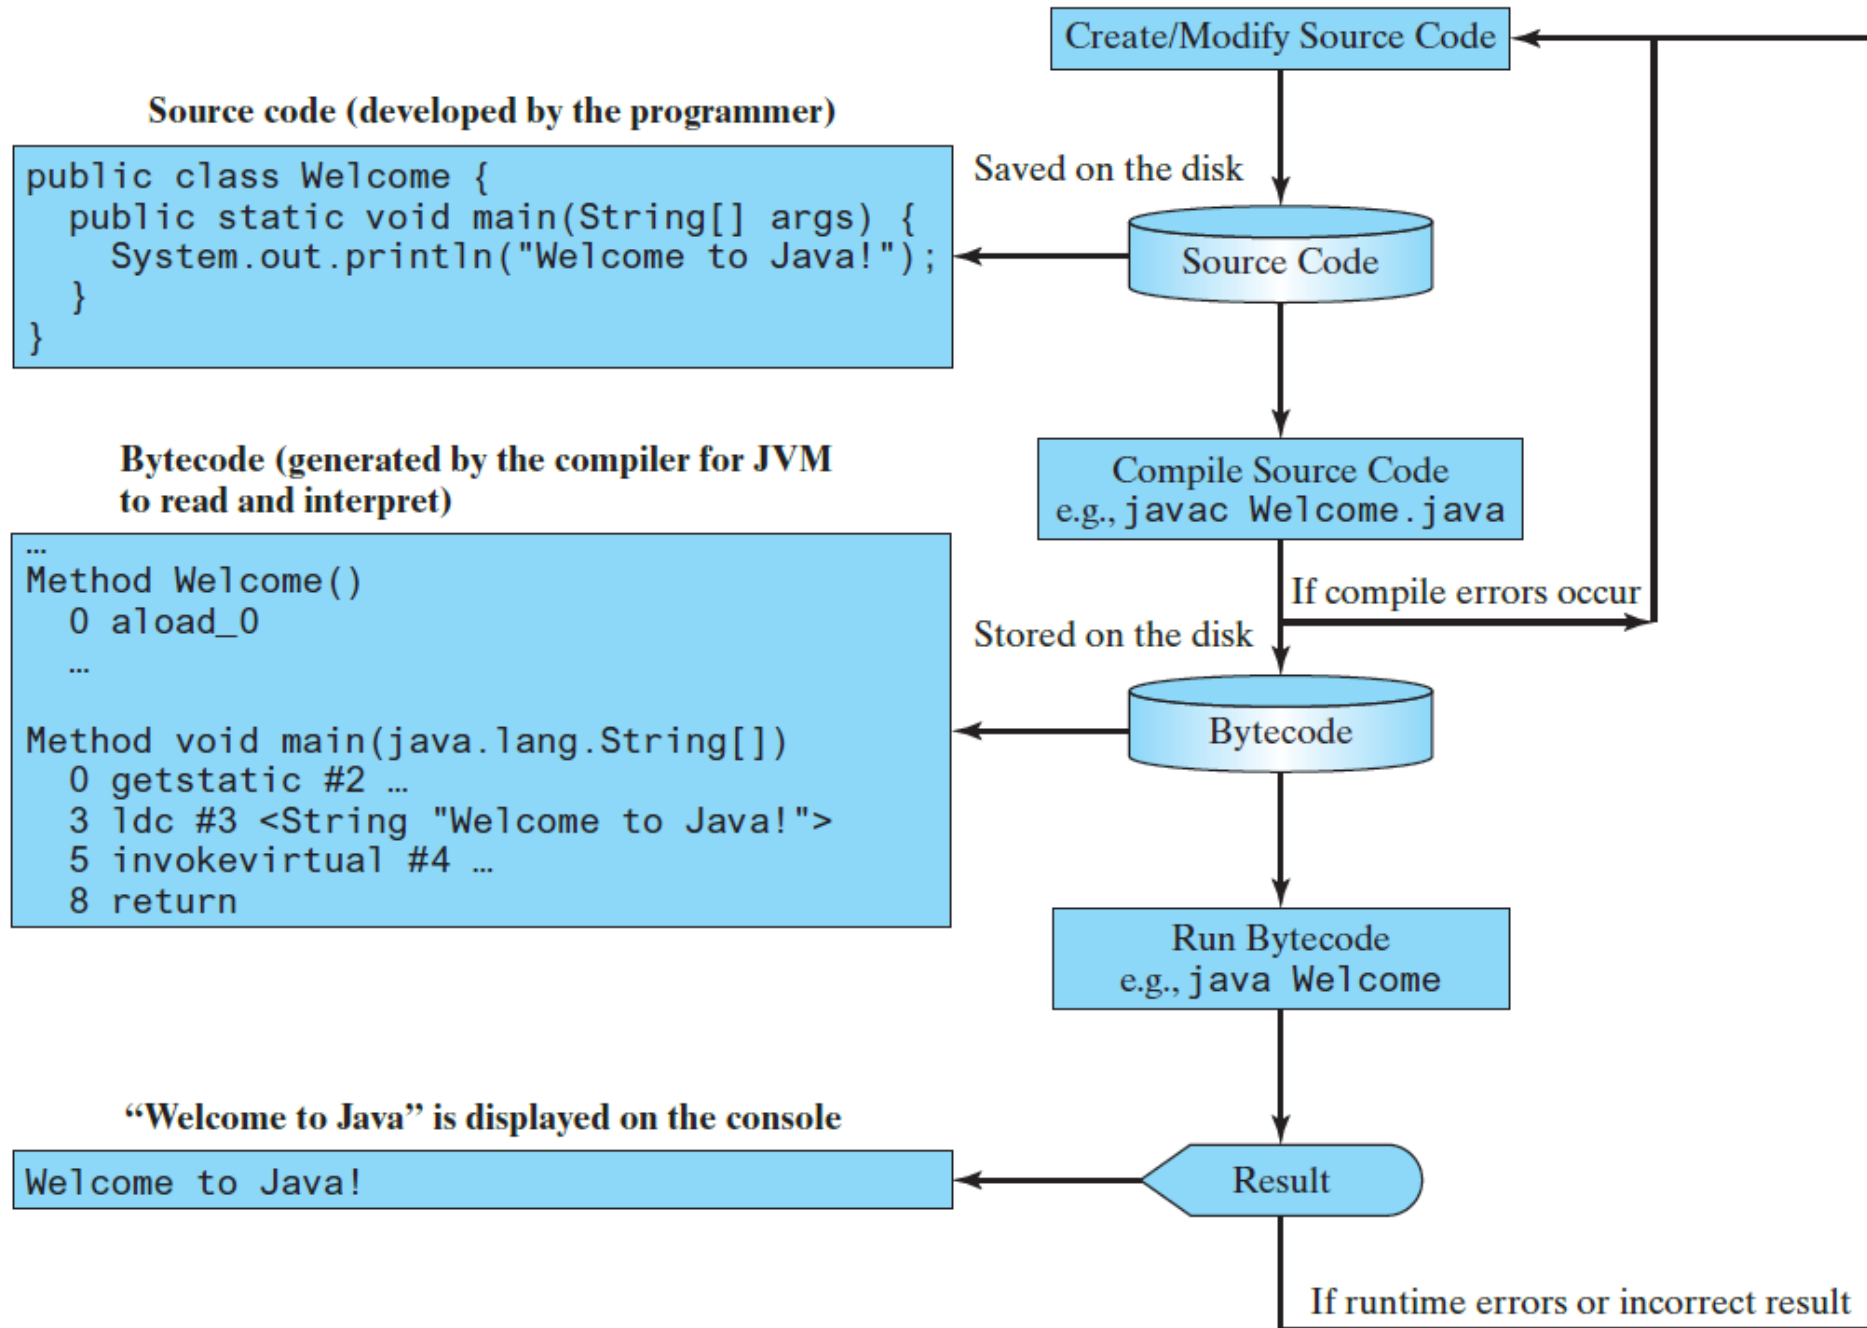 Create/Modify Source Code
Source code (developed by the programmer)
public class Welcome {
  public static void main(String[] args) {
    System.out.println("Welcome to Java!");
  }
}
Saved on the disk
Source Code
Compile Source Code
e.g., javac Welcome.java
If compile errors occur
Bytecode (generated by the compiler for JVM
to read and interpret)
…
Method Welcome()
  0 aload_0
  …
Method void main(java.lang.String[])
  0 getstatic #2 …
  3 ldc #3 <String "Welcome to Java!">
  5 invokevirtual #4 …
  8 return
Stored on the disk
Bytecode
Run Bytecode
e.g., java Welcome
“Welcome to Java” is displayed on the console
Welcome to Java!
Result
If runtime errors or incorrect result